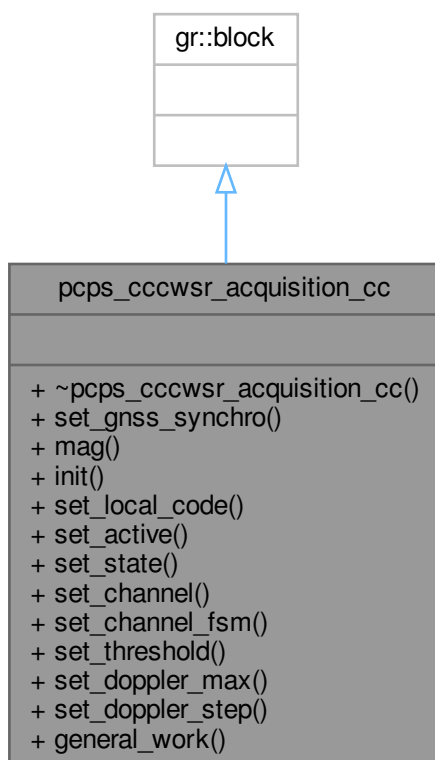 gr::block
pcps_cccwsr_acquisition_cc
+ ~pcps_cccwsr_acquisition_cc()
+ set_gnss_synchro()
+ mag()
+ init()
+ set_local_code()
+ set_active()
+ set_state()
+ set_channel()
+ set_channel_fsm()
+ set_threshold()
+ set_doppler_max()
+ set_doppler_step()
+ general_work()